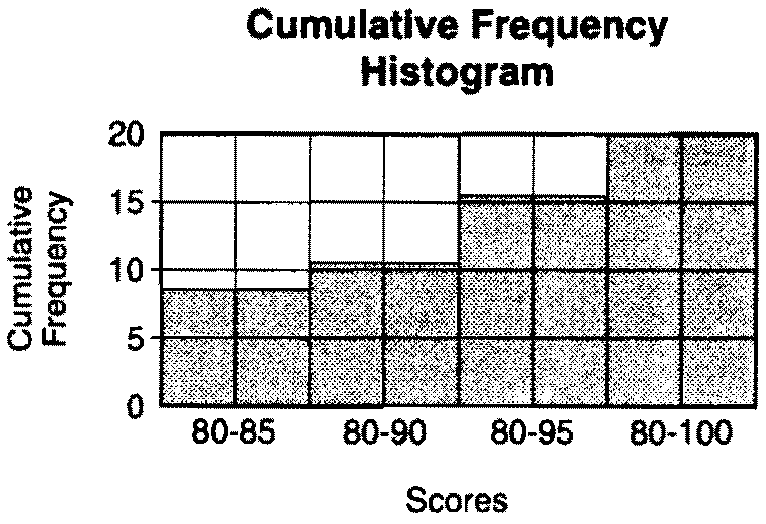 Cumulative Frequency
Histogram
Cumulative
Frequency
20
15
10
5
0
80-85 80-90 80-95 80-100
Scores